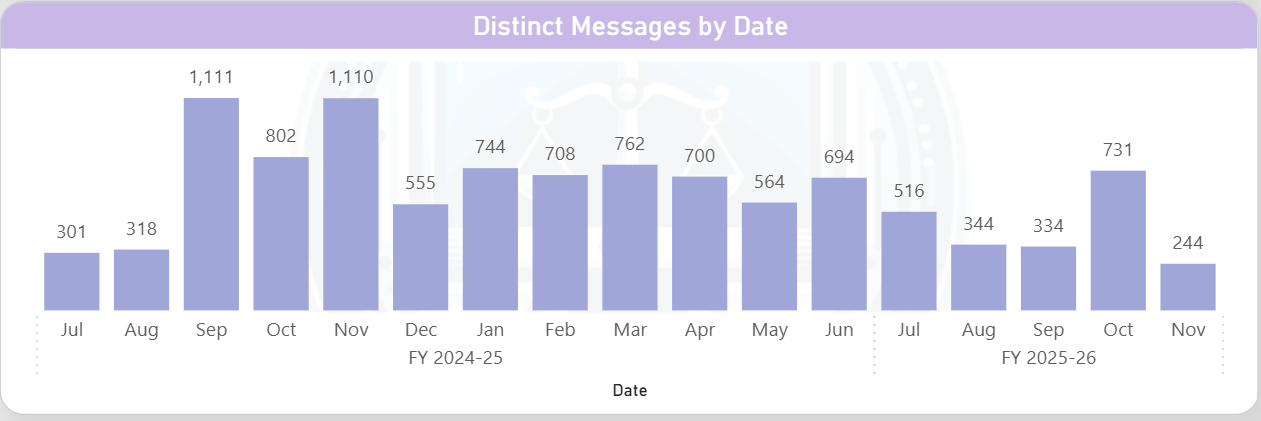 Distinct Messages by Date
301 318 1,111 802 1,110 555 744 708 762 700 564 694 516 344 334 731 244
Jul Aug Sep Oct Nov Dec Jan Feb Mar Apr May Jun Jul Aug Sep Oct Nov
FY 2024-25 FY 2025-26
Date